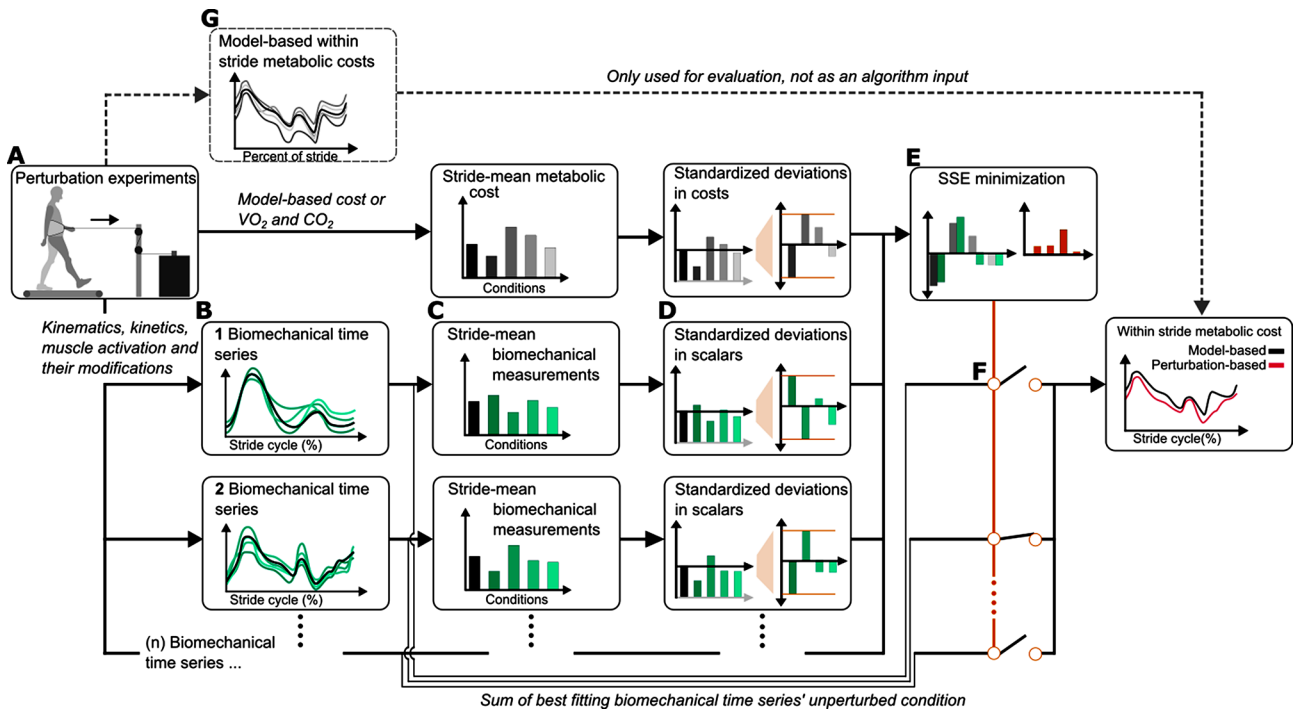 G
Model-based within
stride metabolic costs
Percent of stride
Only used for evaluation, not as an algorithm input
A
Perturbation experiments
Model-based cost or
VO2 and CO2
Stride-mean metabolic
cost
Conditions
Standardized deviations
in costs
E
SSE minimization
Kinematics, kinetics,
muscle activation and
their modifications
B
1 Biomechanical time
series
Stride cycle (%)
C
Stride-mean
biomechanical
measurements
Conditions
D
Standardized deviations
in scalars
F
Within stride metabolic cost
Model-based
Perturbation-based
Stride cycle(%)
2 Biomechanical time
series
Stride cycle (%)
Stride-mean
biomechanical
measurements
Conditions
Standardized deviations
in scalars
(n) Biomechanical
time series ...
Sum of best fitting biomechanical time series' unperturbed condition